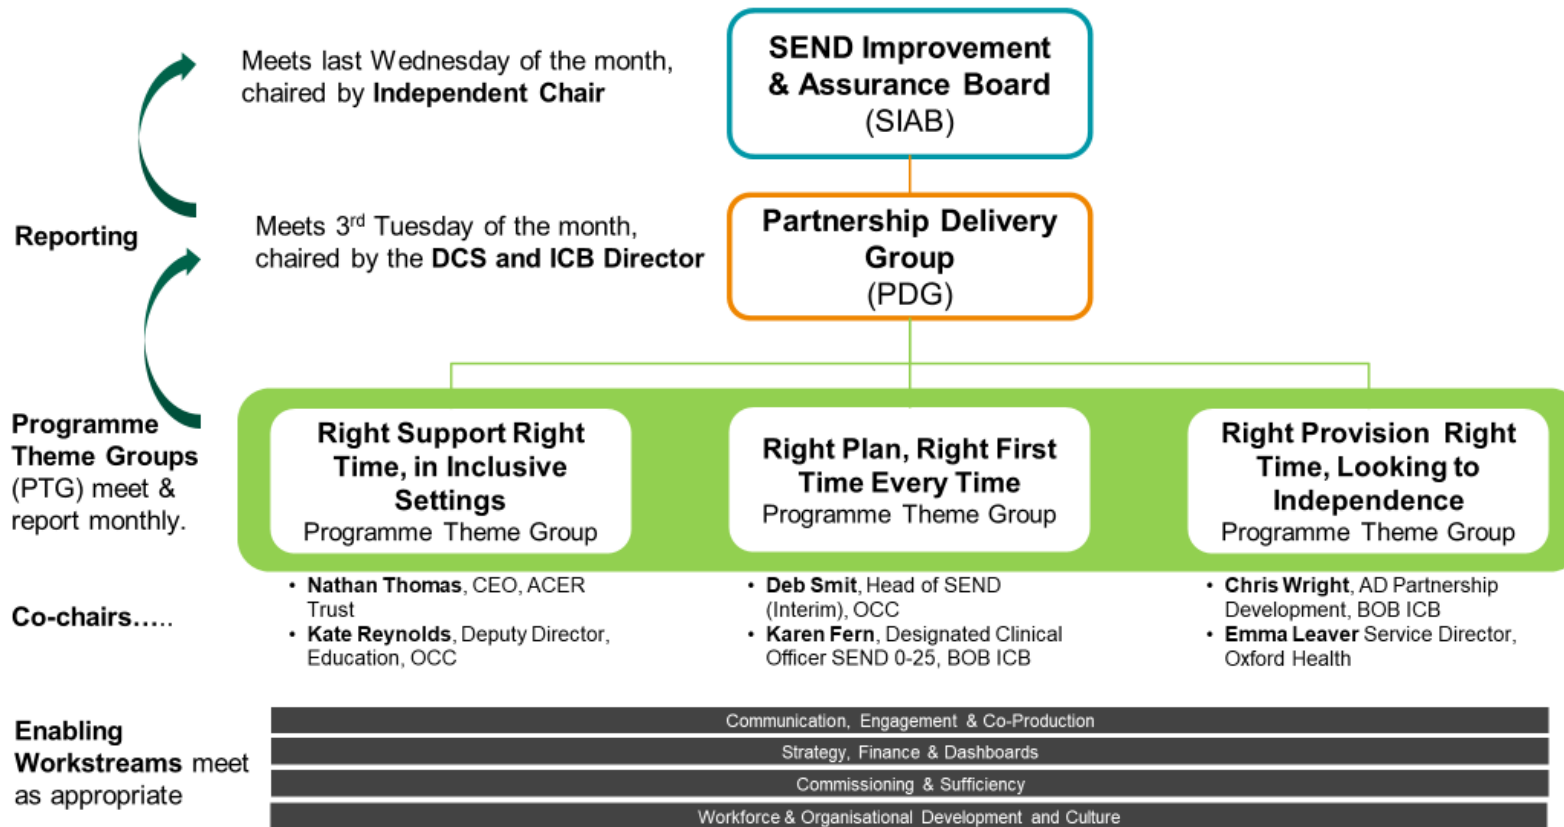 Meets last Wednesday of the month,
chaired by Independent Chair
SEND Improvement
& Assurance Board
(SIAB)
Reporting
Meets 3rd Tuesday of the month,
chaired by the DCS and ICB Director
Partnership Delivery
Group
(PDG)
Programme
Theme Groups
(PTG) meet &
report monthly.
Right Support Right
Time, in Inclusive
Settings
Programme Theme Group
Right Plan, Right First
Time Every Time
Programme Theme Group
Right Provision Right
Time, Looking to
Independence
Programme Theme Group
Co-chairs.....
• Nathan Thomas, CEO, ACER
Trust
• Kate Reynolds, Deputy Director,
Education, OCC
• Deb Smit, Head of SEND
(Interim), OCC
• Karen Fern, Designated Clinical
Officer SEND 0-25, BOB ICB
• Chris Wright, AD Partnership
Development, BOB ICB
• Emma Leaver Service Director,
Oxford Health
Enabling
Workstreams meet
as appropriate
Communication, Engagement & Co-Production
Strategy, Finance & Dashboards
Commissioning & Sufficiency
Workforce & Organisational Development and Culture